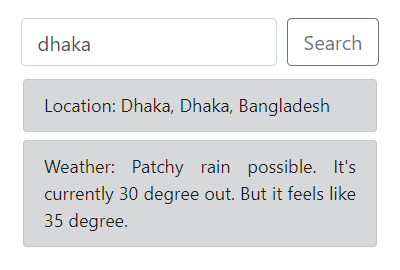 dhaka
Search
Location: Dhaka, Dhaka, Bangladesh
Weather: Patchy rain possible. It's
currently 30 degree out. But it feels like
35 degree.